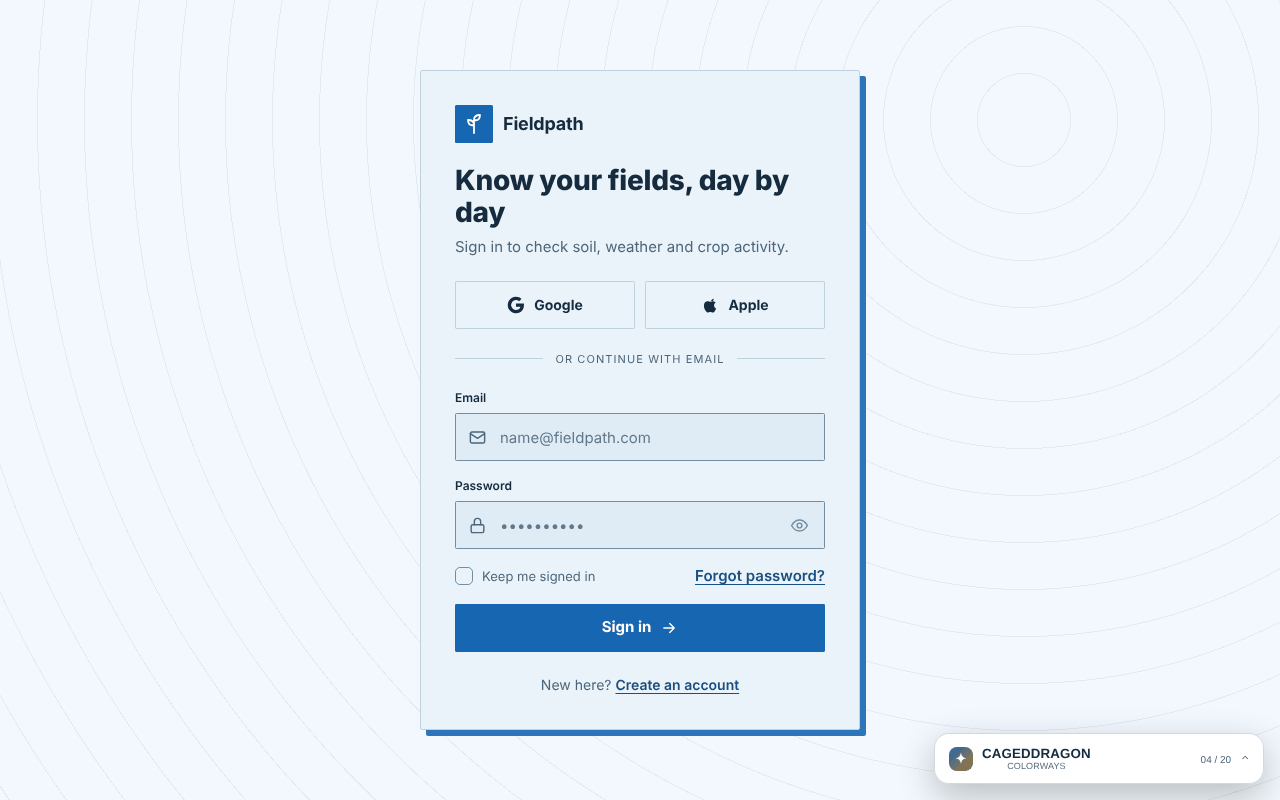 Fieldpath
Know your fields, day by
day
Sign in to check soil, weather and crop activity.
Google
Apple
OR CONTINUE WITH EMAIL
Email
name@fieldpath.com
Password
••••••••••
Keep me signed in
Forgot password?
Sign in
New here? Create an account
CAGEDDRAGON
COLORWAYS
04 / 20